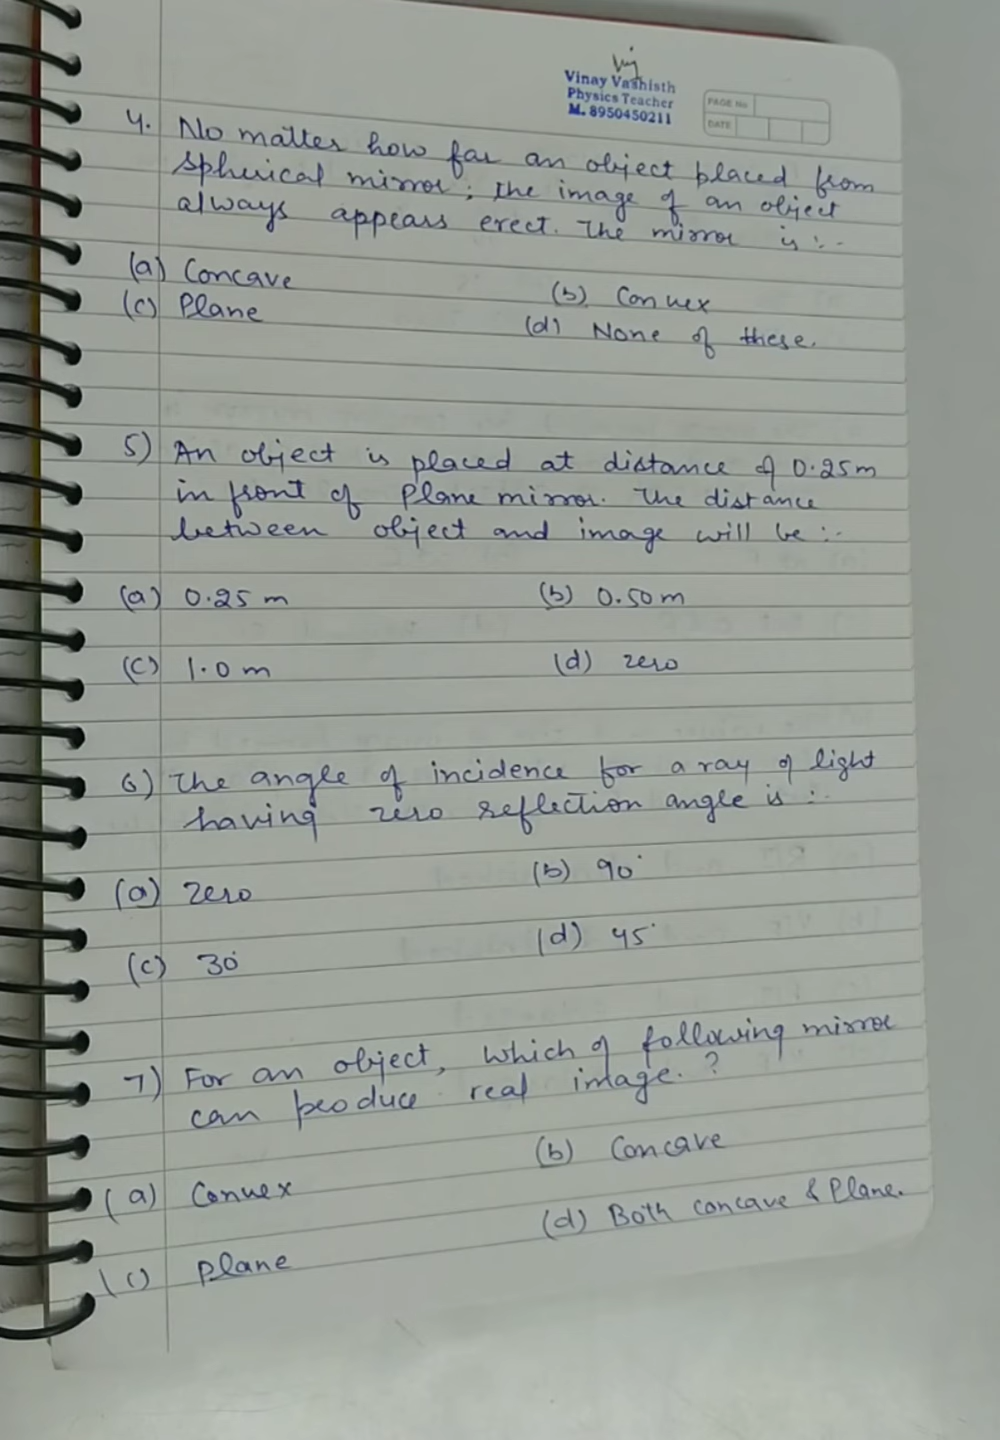 Vinay Vashisth
Physics Teacher
M. 8950450211
PAGE No
DATE
4. No matter how far an object placed from
spherical mirror; the image of an object
always appears erect. The mirror is :-
(a) Concave
(b) Convex
(c) Plane
(d) None of these.
5) An object is placed at distance of 0.25m
in front of Plane mirror. The distance
between object and image will be :-
(a) 0.25 m
(b) 0.50m
(c) 1.0 m
(d) zero
6) The angle of incidence for a ray of light
having zero reflection angle is :-
(a) zero
(b) 90°
(c) 30°
(d) 45°
7) For an object, which of following mirror
can produce real image.?
(a) Convex
(b) Concave
(c) plane
(d) Both concave & Plane.